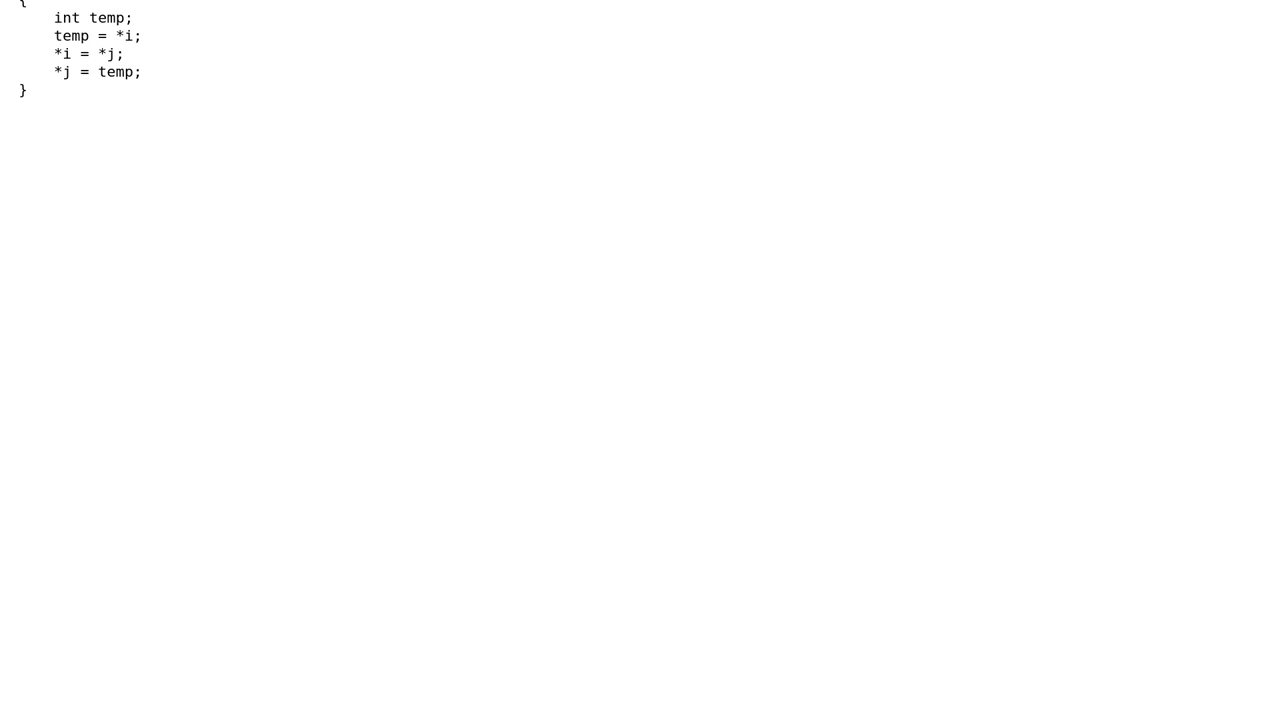 {
    int temp;
    temp = *i;
    *i = *j;
    *j = temp;
}